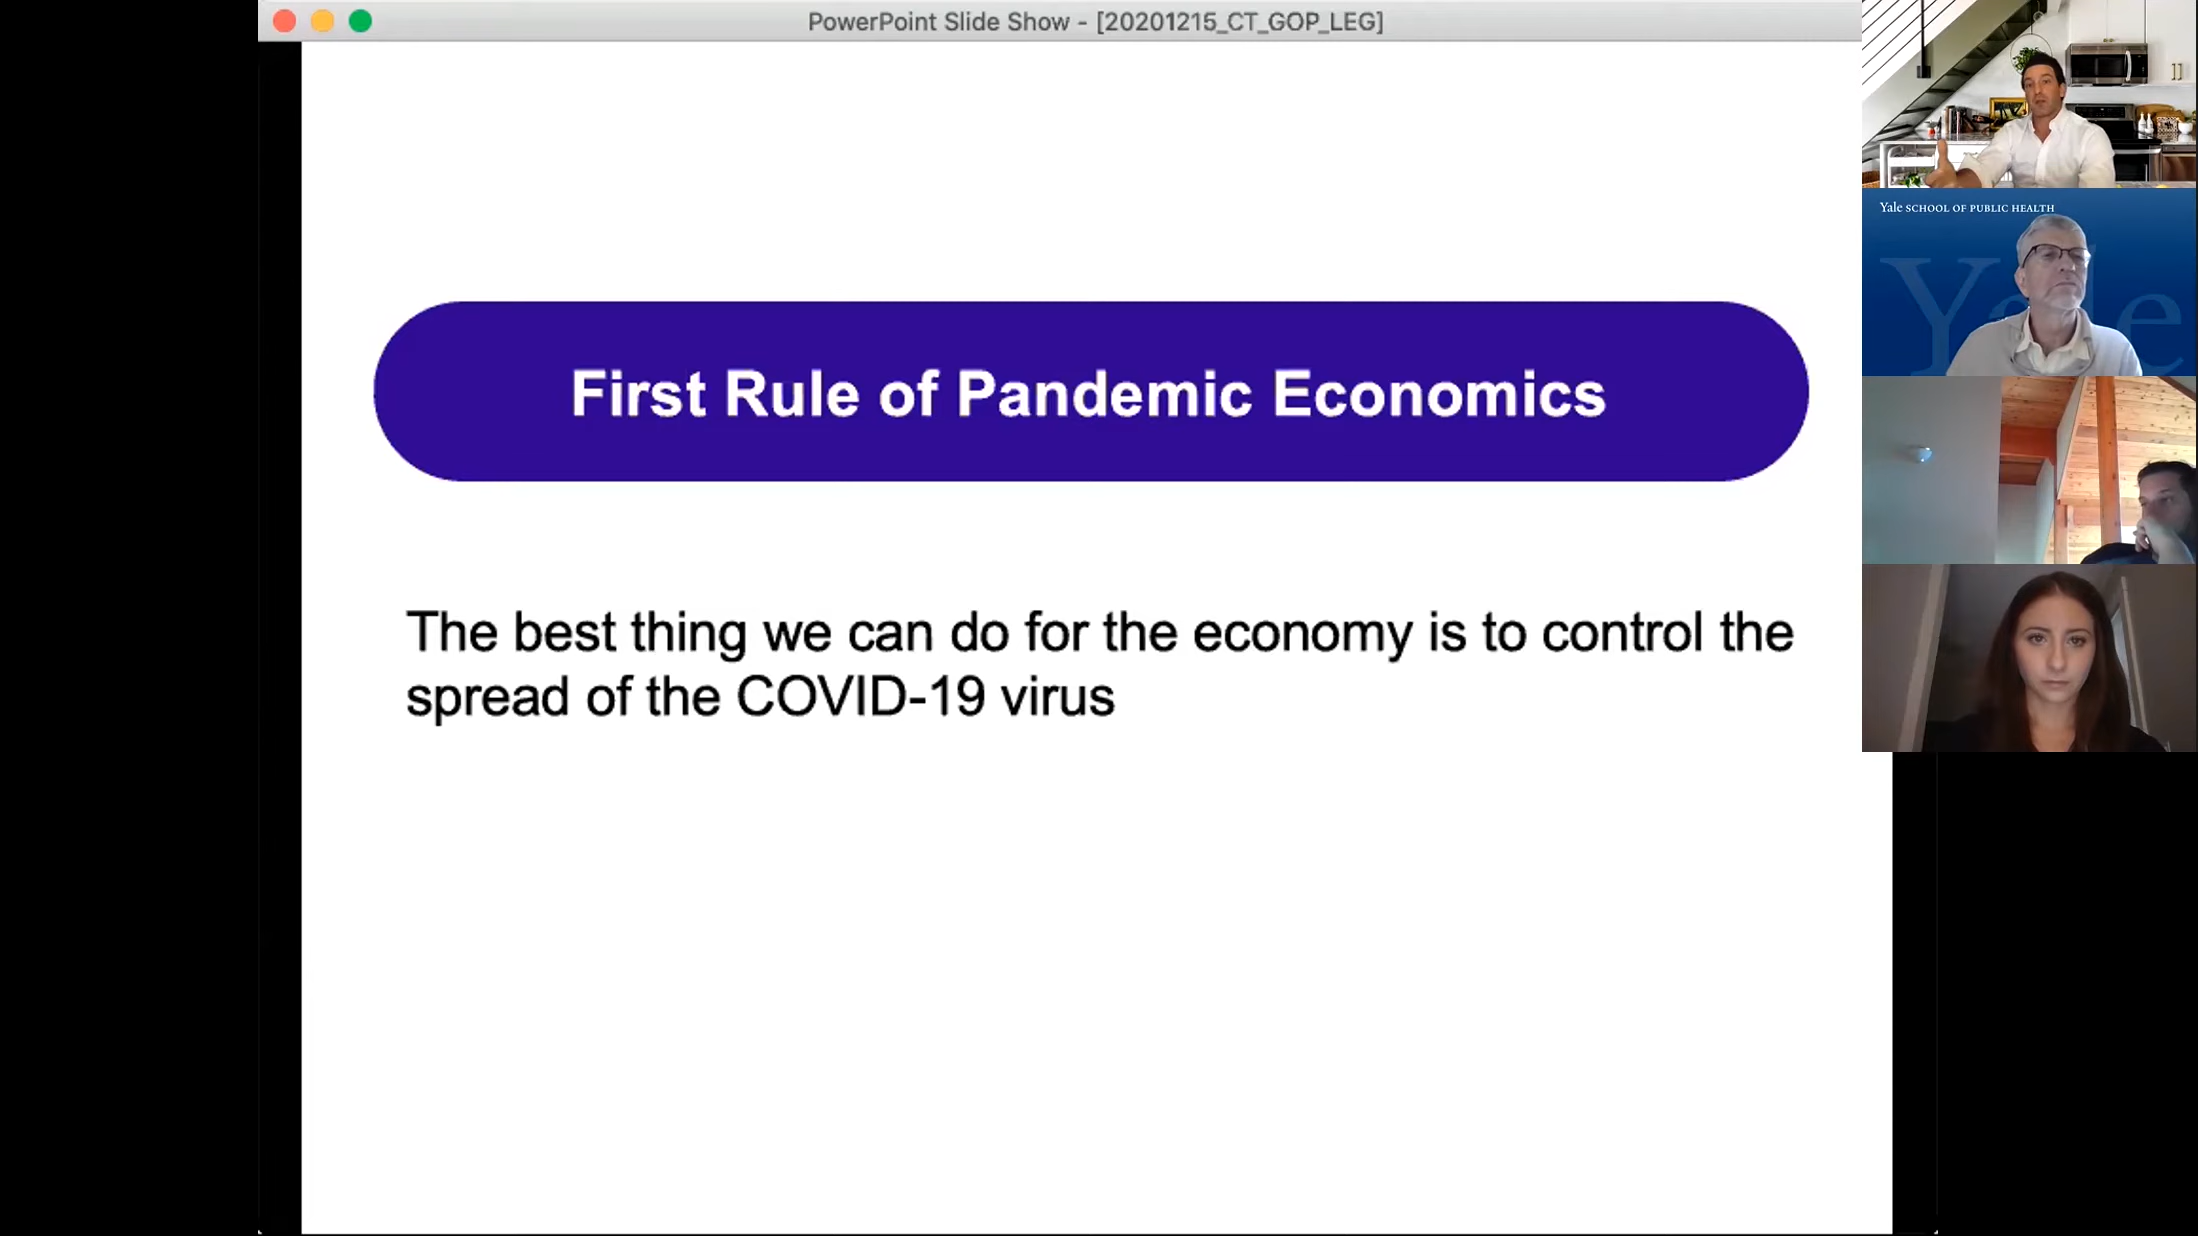 PowerPoint Slide Show - [20201215_CT_GOP_LEG]
Yale SCHOOL OF PUBLIC HEALTH
Yale
First Rule of Pandemic Economics
The best thing we can do for the economy is to control the
spread of the COVID-19 virus